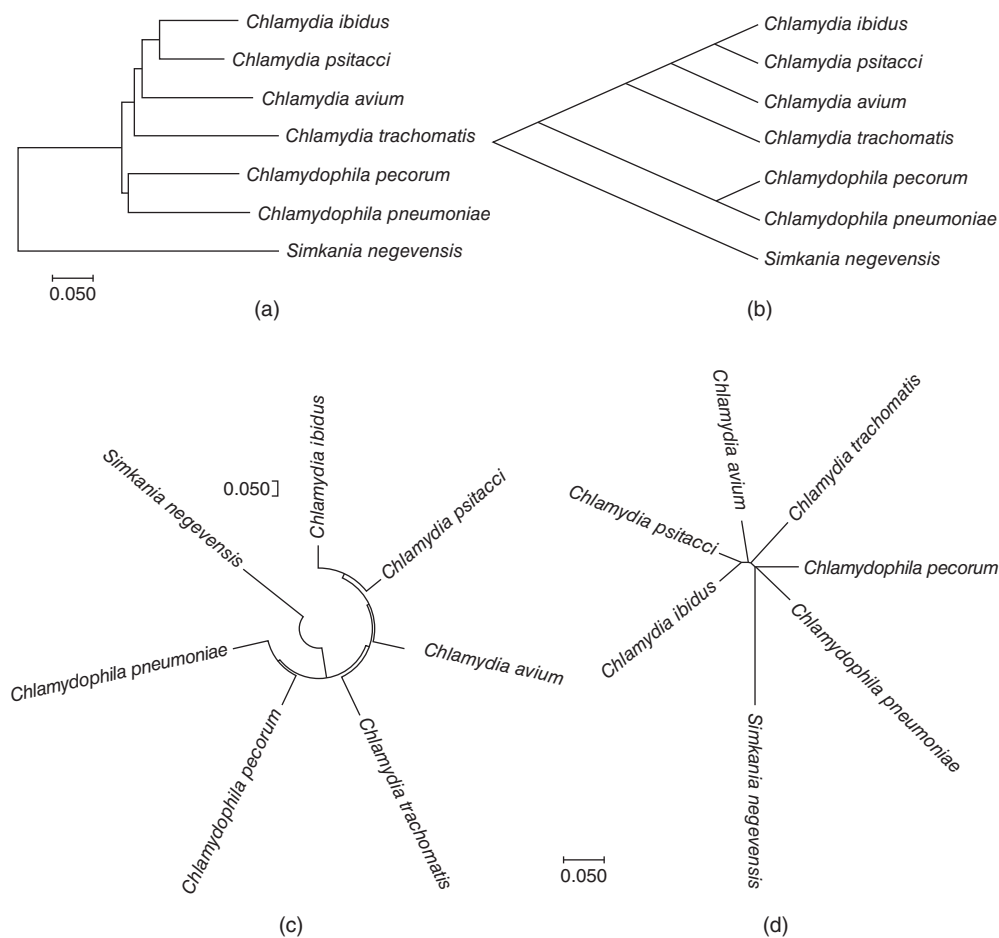 Chlamydia ibidus
Chlamydia psitacci
Chlamydia avium
Chlamydia trachomatis
Chlamydophila pecorum
Chlamydophila pneumoniae
Simkania negevensis
0.050
(a)
Chlamydia ibidus
Chlamydia psitacci
Chlamydia avium
Chlamydia trachomatis
Chlamydophila pecorum
Chlamydophila pneumoniae
Simkania negevensis
(b)
Simkania negevensis
0.050
Chlamydia ibidus
Chlamydia psitacci
Chlamydia avium
Chlamydia trachomatis
Chlamydophila pecorum
Chlamydophila pneumoniae
(c)
Chlamydia avium
Chlamydia trachomatis
Chlamydia psitacci
Chlamydophila pecorum
Chlamydia ibidus
Chlamydophila pneumoniae
Simkania negevensis
0.050
(d)